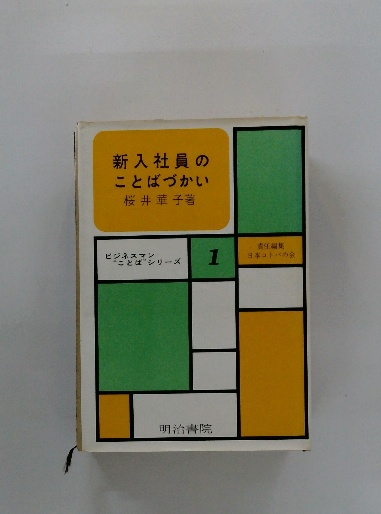 新入社員の
ことばづかい
桜井華子著
ビジネスマン
"ことば"シリーズ
1
責任編集
日本コトバの会
明治書院